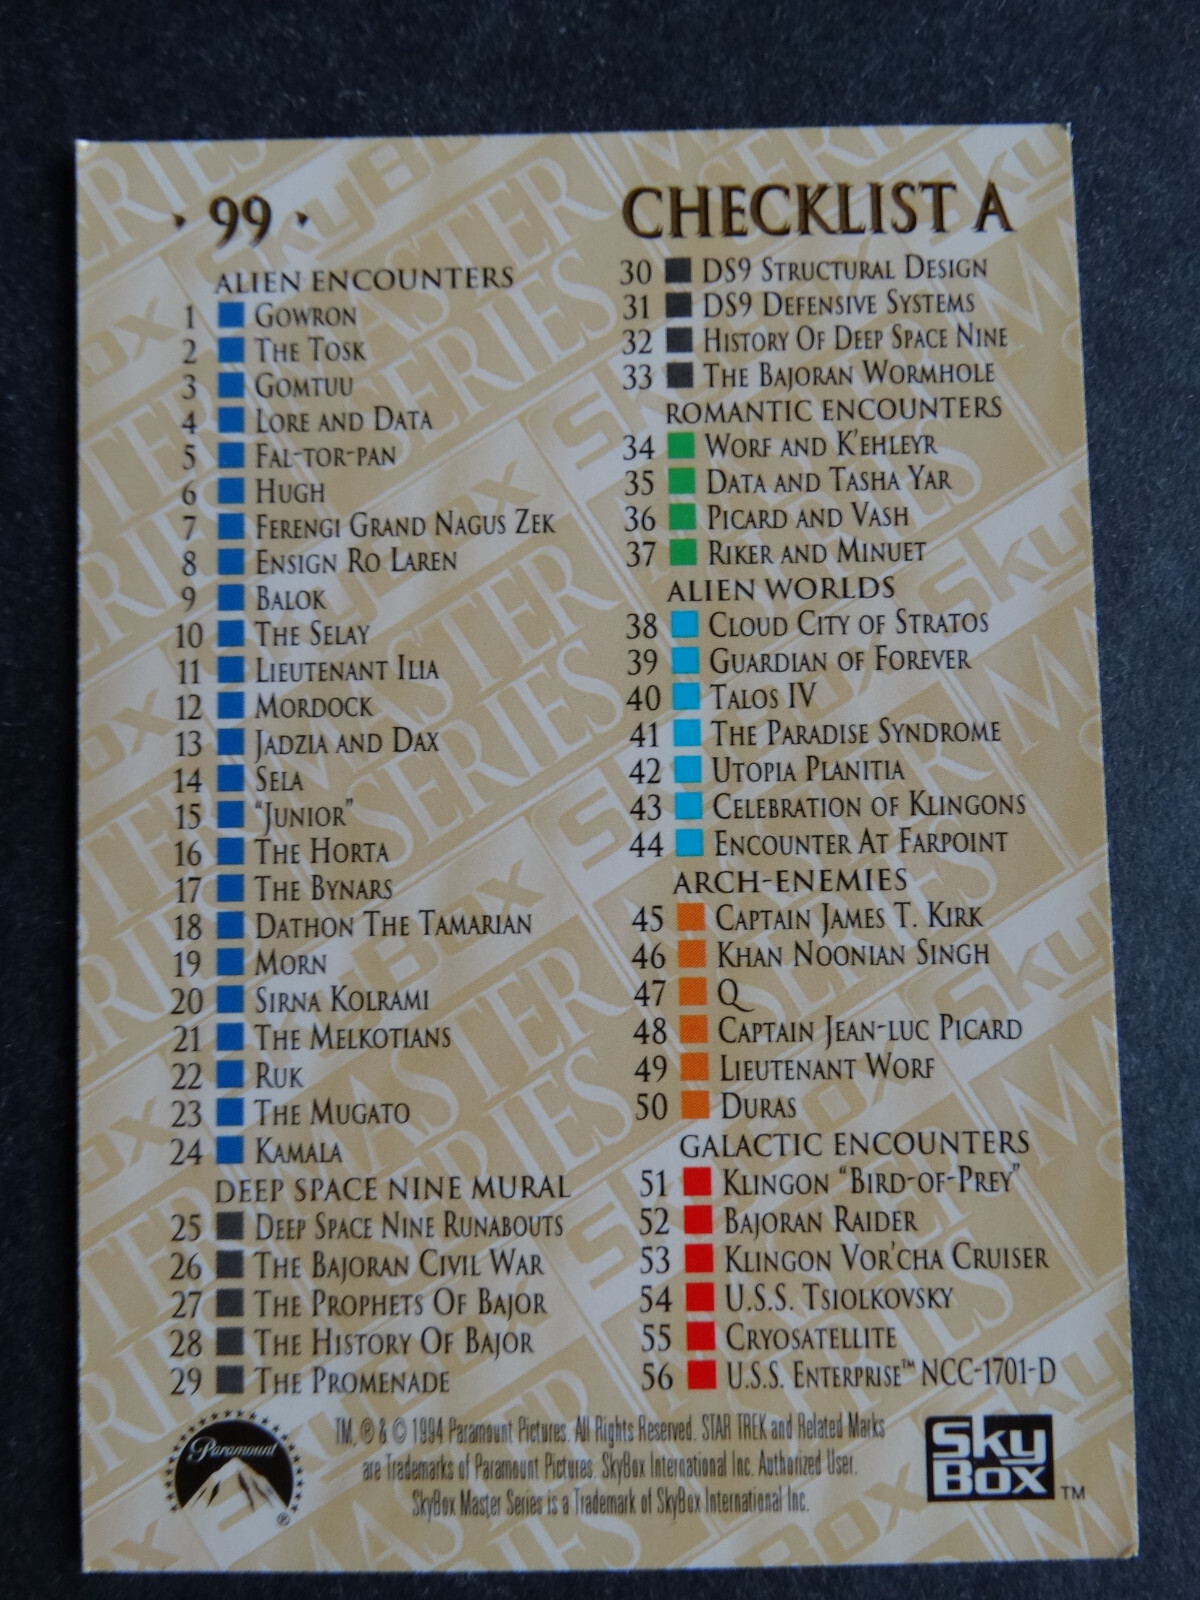 99
CHECKLIST A
ALIEN ENCOUNTERS
1 GOWRON
2 THE TOSK
3 GOMTUU
4 LORE AND DATA
5 FAL-TOR-PAN
6 HUGH
7 FERENGI GRAND NAGUS ZEK
8 ENSIGN RO LAREN
9 BALOK
10 THE SELAY
11 LIEUTENANT ILIA
12 MORDOCK
13 JADZIA AND DAX
14 SELA
15 "JUNIOR"
16 THE HORTA
17 THE BYNARS
18 DATHON THE TAMARIAN
19 MORN
20 SIRNA KOLRAMI
21 THE MELKOTIANS
22 RUK
23 THE MUGATO
24 KAMALA
DEEP SPACE NINE MURAL
25 DEEP SPACE NINE RUNABOUTS
26 THE BAJORAN CIVIL WAR
27 THE PROPHETS OF BAJOR
28 THE HISTORY OF BAJOR
29 THE PROMENADE
30 DS9 STRUCTURAL DESIGN
31 DS9 DEFENSIVE SYSTEMS
32 HISTORY OF DEEP SPACE NINE
33 THE BAJORAN WORMHOLE
ROMANTIC ENCOUNTERS
34 WORF AND K'EHLEYR
35 DATA AND TASHA YAR
36 PICARD AND VASH
37 RIKER AND MINUET
ALIEN WORLDS
38 CLOUD CITY OF STRATOS
39 GUARDIAN OF FOREVER
40 TALOS IV
41 THE PARADISE SYNDROME
42 UTOPIA PLANITIA
43 CELEBRATION OF KLINGONS
44 ENCOUNTER AT FARPOINT
ARCH-ENEMIES
45 CAPTAIN JAMES T. KIRK
46 KHAN NOONIAN SINGH
47 Q
48 CAPTAIN JEAN-LUC PICARD
49 LIEUTENANT WORF
50 DURAS
GALACTIC ENCOUNTERS
51 KLINGON "BIRD-OF-PREY"
52 BAJORAN RAIDER
53 KLINGON VOR'CHA CRUISER
54 U.S.S. TSIOLKOVSKY
55 CRYOSATELLITE
56 U.S.S. ENTERPRISE™ NCC-1701-D
Paramount ®
TM, ® & © 1994 Paramount Pictures. All Rights Reserved. STAR TREK and Related Marks
are Trademarks of Paramount Pictures. SkyBox International Inc. Authorized User.
SkyBox Master Series is a Trademark of SkyBox International Inc.
Sky
Box ™